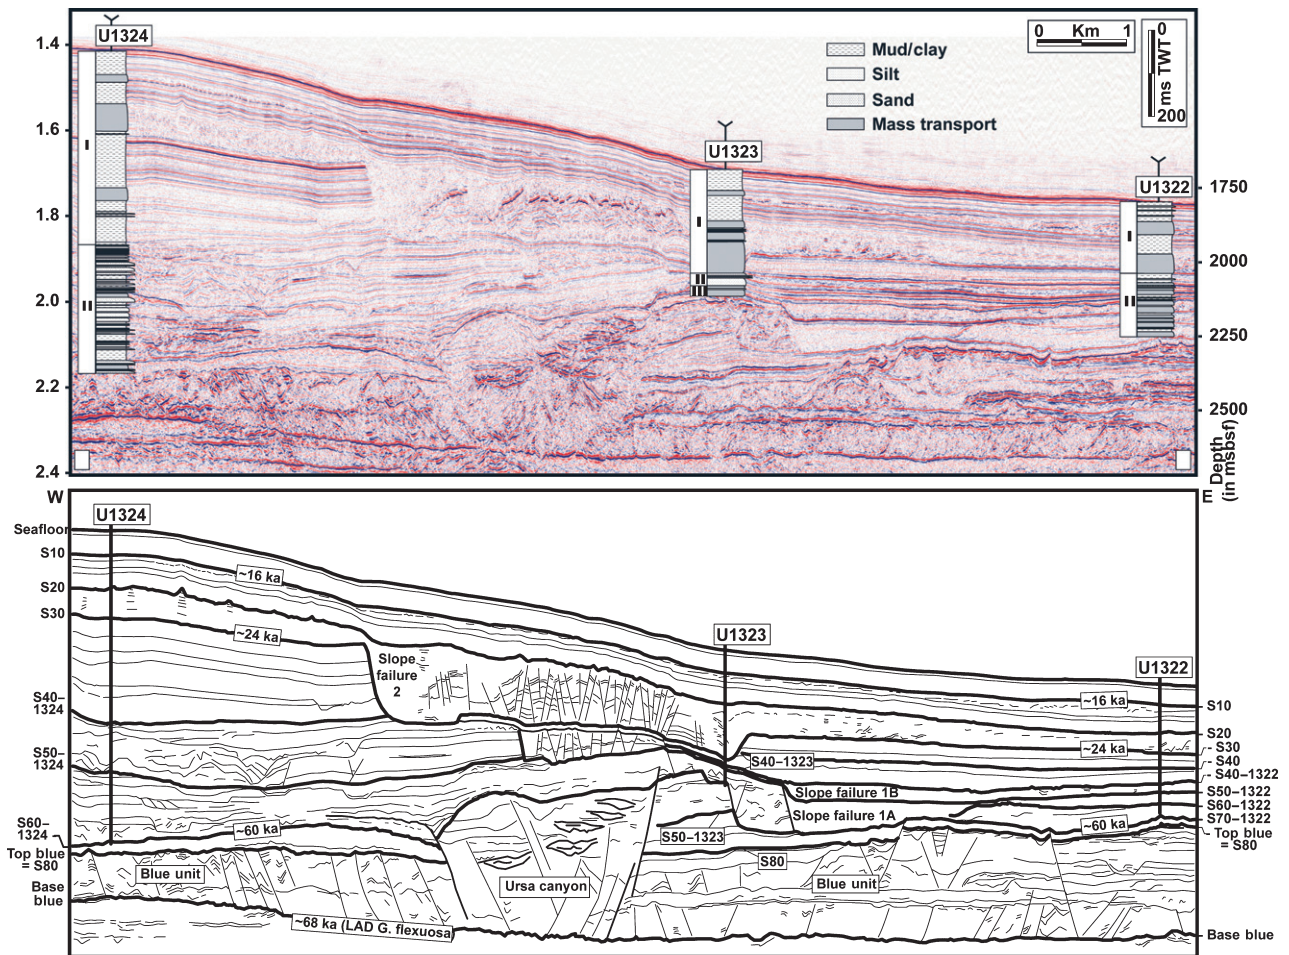 U1324
1.4
1.6
1.8
2.0
2.2
2.4
I
II
Mud/clay
Silt
Sand
Mass transport
0 Km 1
0
ms TWT
200
U1323
I
II
III
U1322
I
II
1750
2000
2250
2500
Depth
(in msbsf)
W
E
U1324
Seafloor
S10
S20
S30
S40–
1324
S50–
1324
S60–
1324
Top blue
= S80
Base
blue
~16 ka
~24 ka
~60 ka
Blue unit
~68 ka (LAD G. flexuosa)
Slope
failure
2
Ursa canyon
U1323
S40–1323
Slope failure 1B
Slope failure 1A
S50–1323
S80
Blue unit
U1322
~16 ka
~24 ka
~60 ka
S10
S20
S30
S40
S40–1322
S50–1322
S60–1322
S70–1322
Top blue
= S80
Base blue